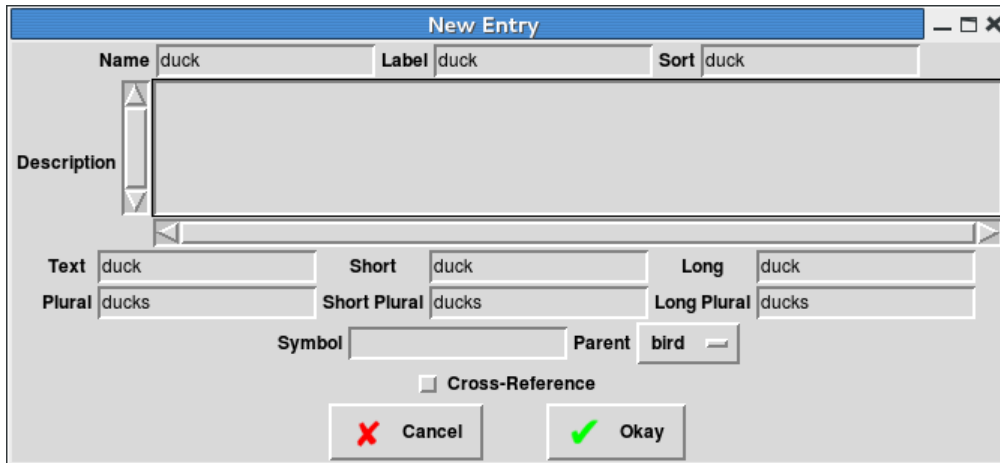 New Entry
Name duck Label duck Sort duck
Description
Text duck Short duck Long duck
Plural ducks Short Plural ducks Long Plural ducks
Symbol Parent bird
Cross-Reference
Cancel Okay